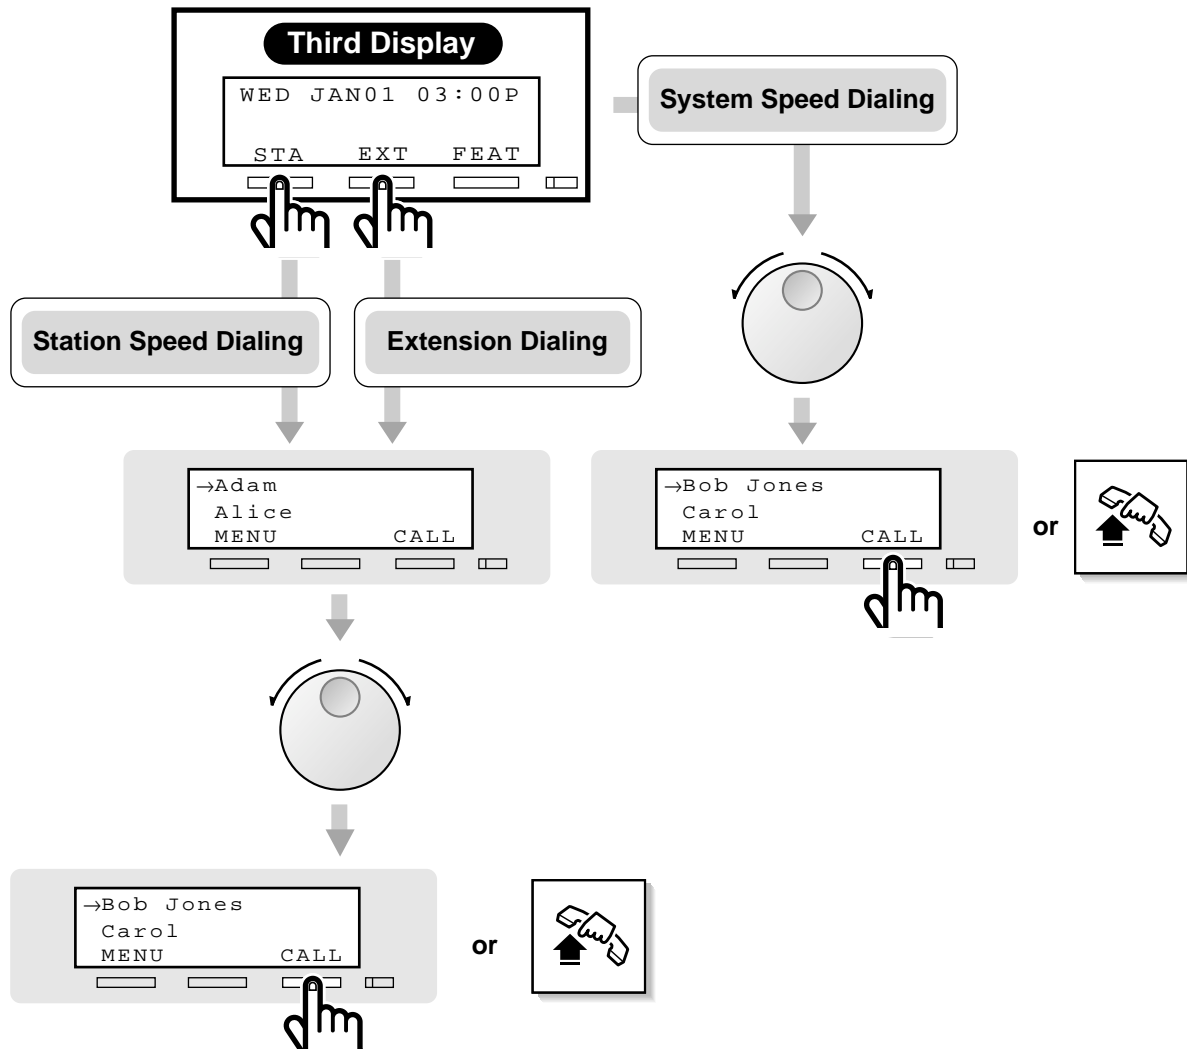 Third Display
WED JAN01 03:00P
STA EXT FEAT
System Speed Dialing
Station Speed Dialing
Extension Dialing
→Adam
Alice
MENU CALL
→Bob Jones
Carol
MENU CALL
or
→Bob Jones
Carol
MENU CALL
or